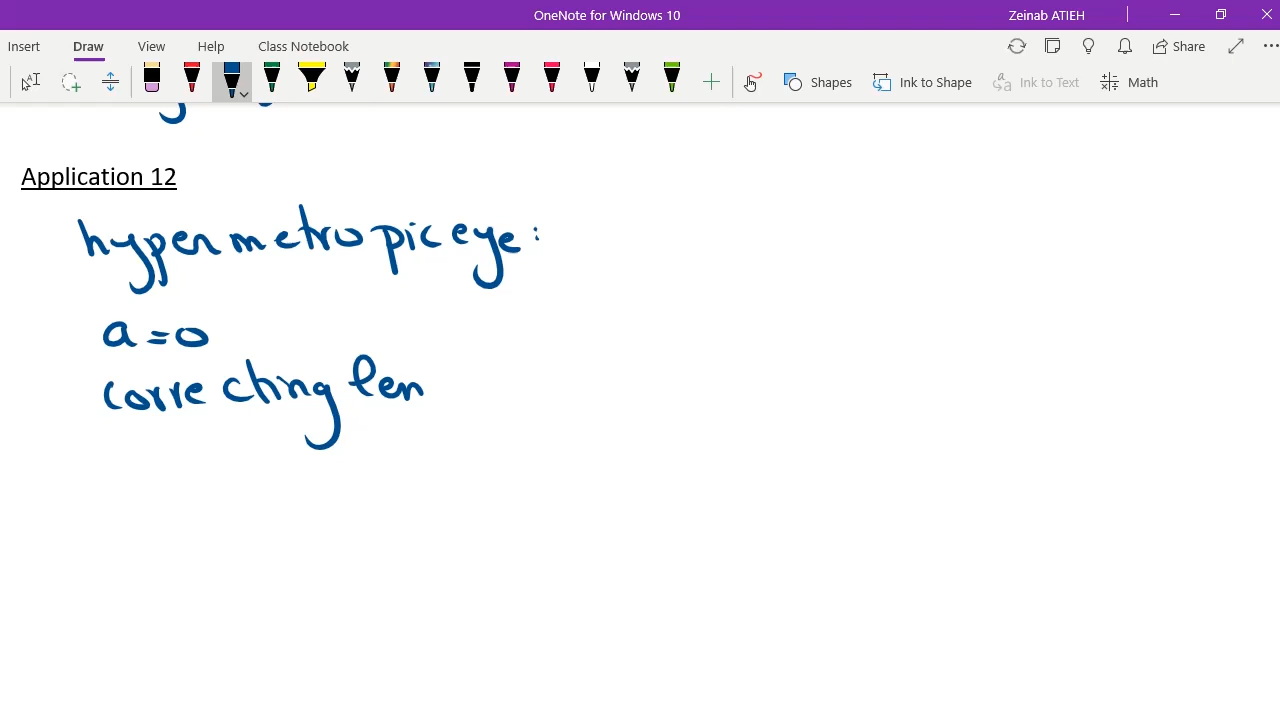 OneNote for Windows 10
Zeinab ATIEH
Insert Draw View Help Class Notebook
Share
Shapes Ink to Shape Ink to Text Math
Application 12
hypermetropic eye:
a=0
correcting len